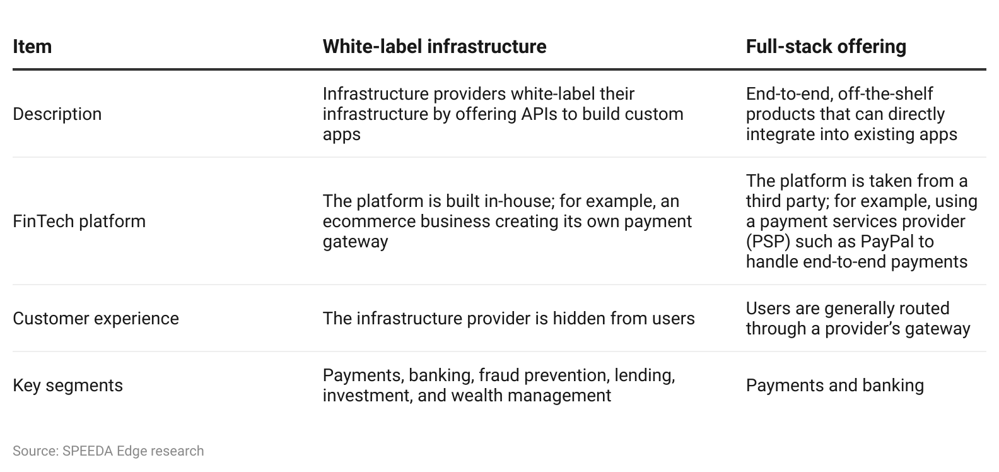 Item White-label infrastructure Full-stack offering
Description
Infrastructure providers white-label their
infrastructure by offering APIs to build custom
apps
End-to-end, off-the-shelf
products that can directly
integrate into existing apps
FinTech platform
The platform is built in-house; for example, an
ecommerce business creating its own payment
gateway
The platform is taken from a
third party; for example, using
a payment services provider
(PSP) such as PayPal to
handle end-to-end payments
Customer experience
The infrastructure provider is hidden from users
Users are generally routed
through a provider’s gateway
Key segments
Payments, banking, fraud prevention, lending,
investment, and wealth management
Payments and banking
Source: SPEEDA Edge research